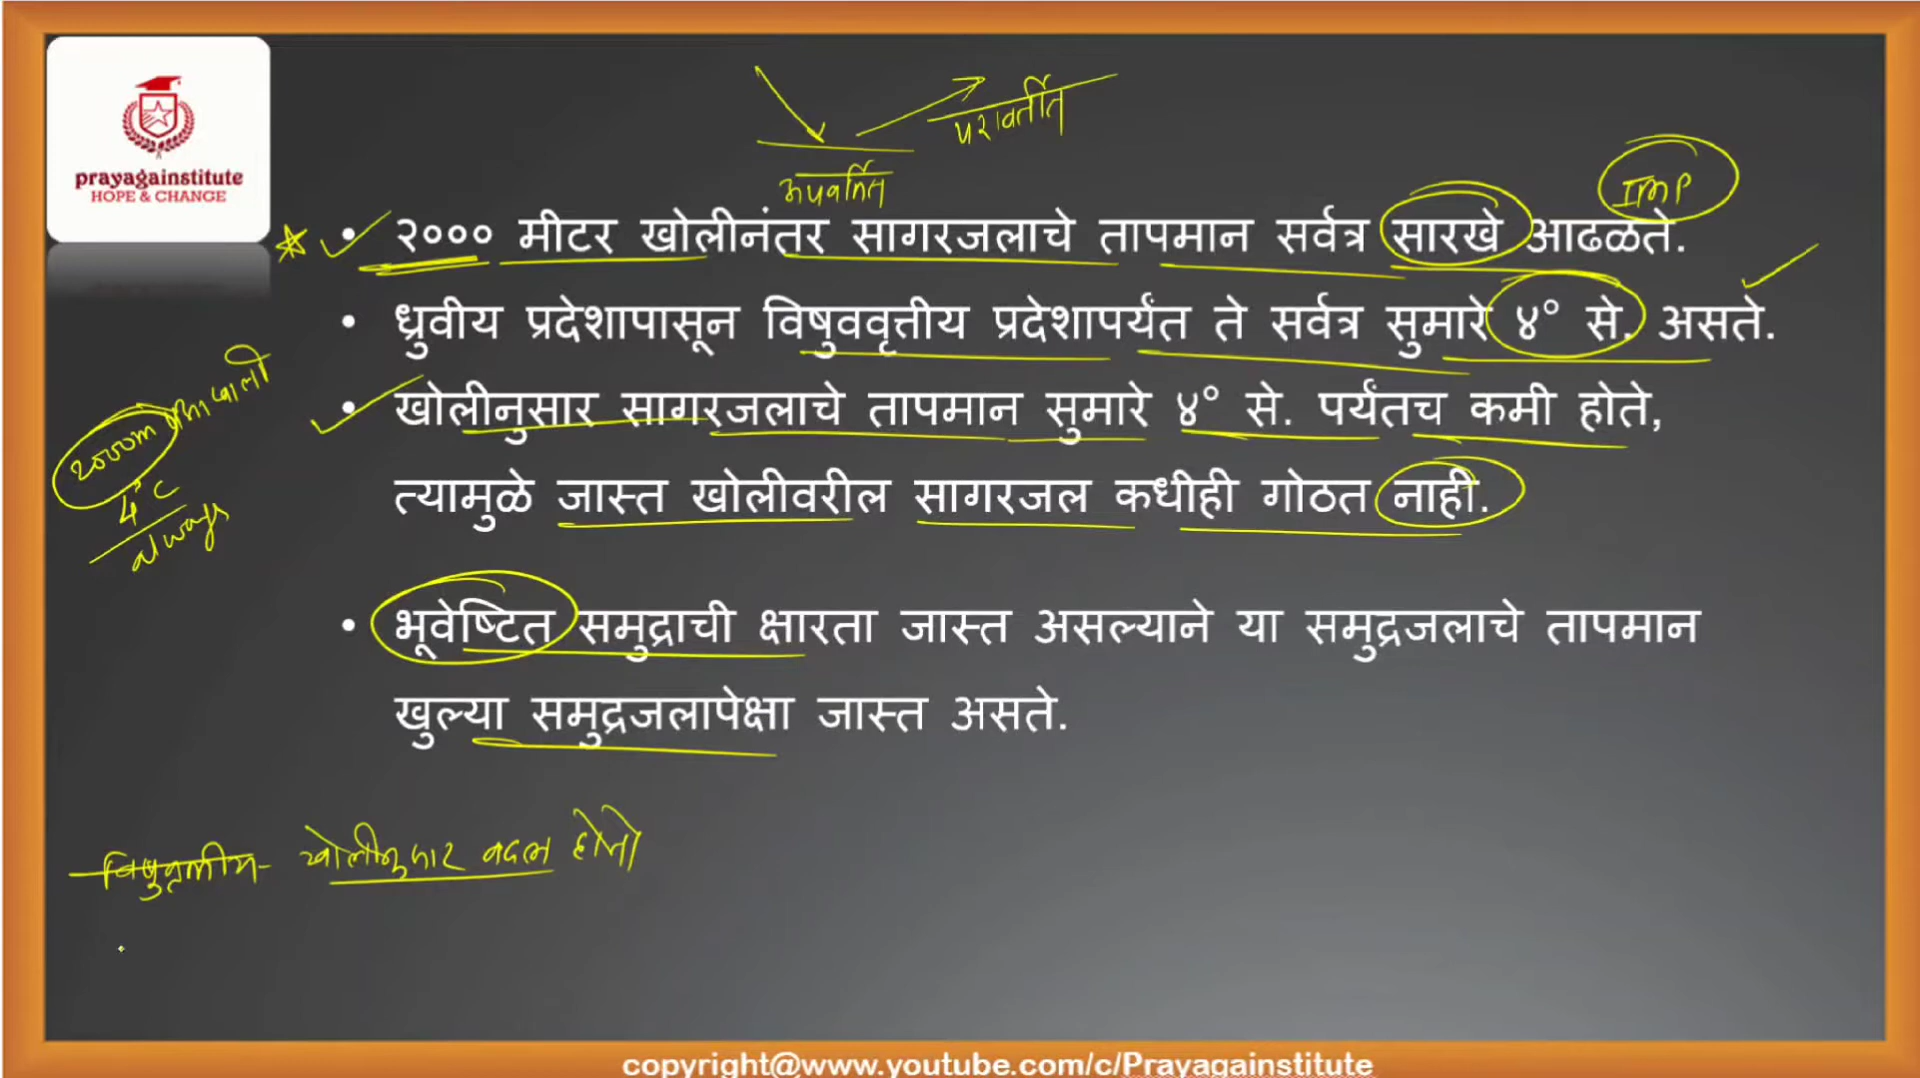 prayagainstitute
HOPE & CHANGE
परावर्तीत
अपवर्तित
IMP
• २००० मीटर खोलीनंतर सागरजलाचे तापमान सर्वत्र सारखे आढळते.
• ध्रुवीय प्रदेशापासून विषुववृत्तीय प्रदेशापर्यंत ते सर्वत्र सुमारे ४° से. असते.
• खोलीनुसार सागरजलाचे तापमान सुमारे ४° से. पर्यंतच कमी होते,
त्यामुळे जास्त खोलीवरील सागरजल कधीही गोठत नाही.
2000m
4°C
always
• भूवेष्टित समुद्राची क्षारता जास्त असल्याने या समुद्रजलाचे तापमान
खुल्या समुद्रजलापेक्षा जास्त असते.
खोलीनुसार बदल होतो
copyright@www.youtube.com/c/Prayagainstitute